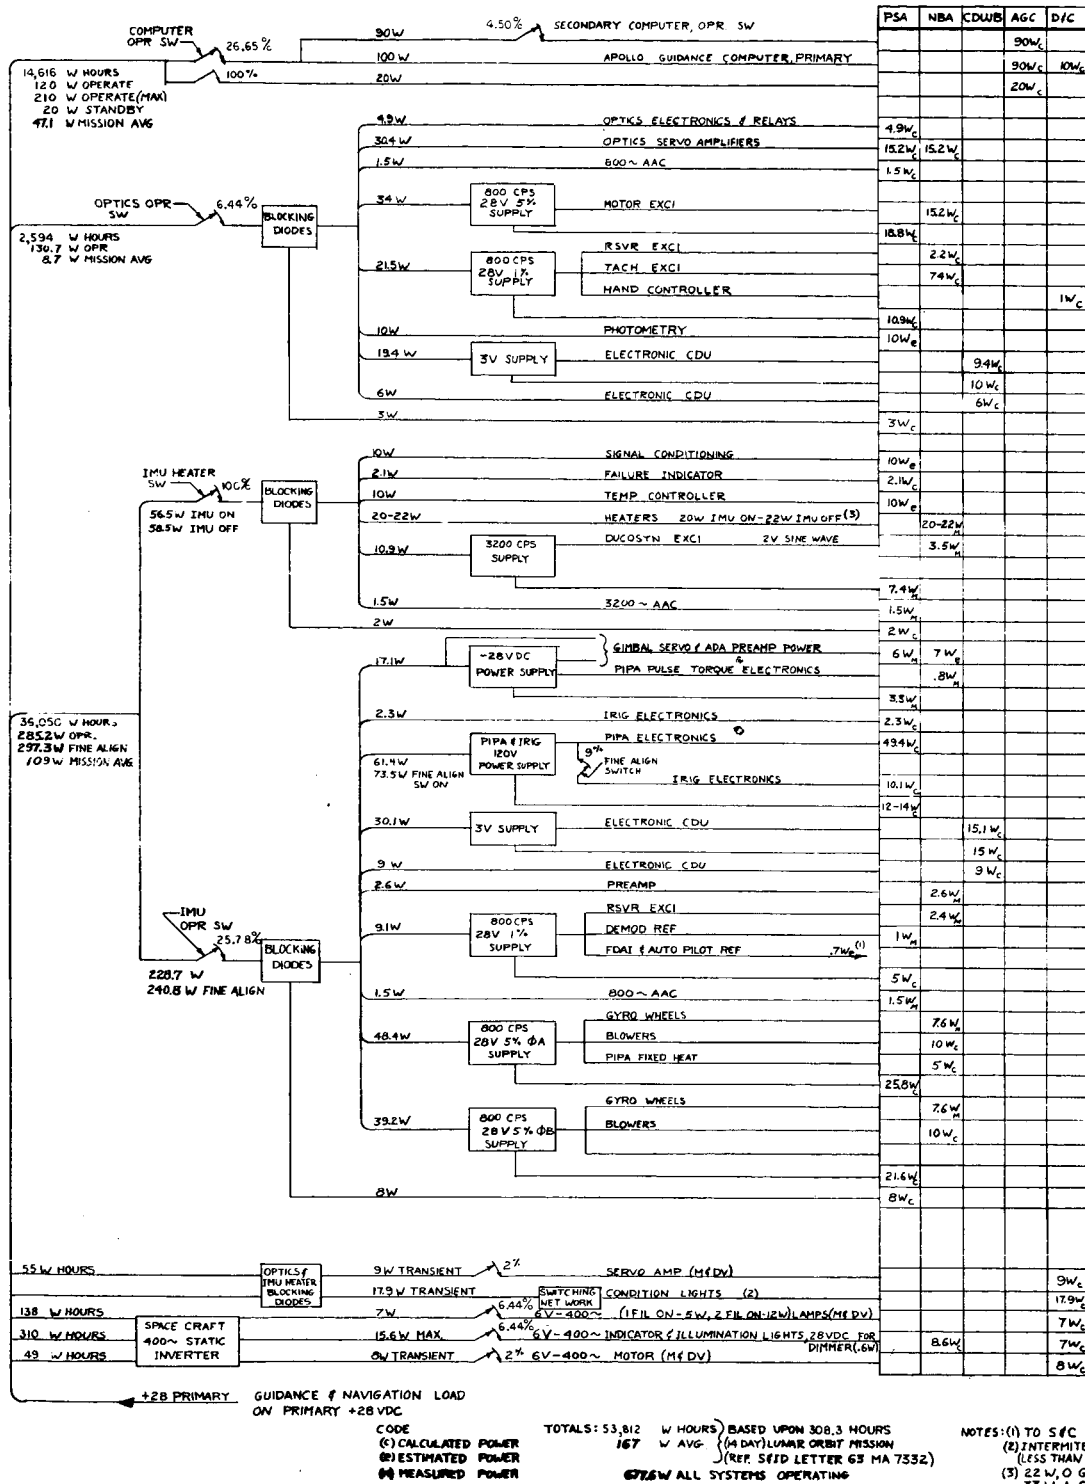 PSA NBA CDUB AGC D/C
COMPUTER
OPR SW
26.65%
90W
4.50% SECONDARY COMPUTER, OPR. SW
90Wc
100 W APOLLO GUIDANCE COMPUTER, PRIMARY
90Wc 10Wc
100%
20W
20Wc
14,616 W HOURS
120 W OPERATE
210 W OPERATE(MAX)
20 W STANDBY
47.1 W MISSION AVG
4.9W OPTICS ELECTRONICS & RELAYS
4.9Wc
30.4W OPTICS SERVO AMPLIFIERS
15.2Wc 15.2Wc
1.5W 800~ AAC
1.5Wc
OPTICS OPR
SW
6.44%
BLOCKING
DIODES
34W
800 CPS
28V 5%
SUPPLY
MOTOR EXCI
15.2Wc
18.8Wc
2,594 W HOURS
130.7 W OPR
8.7 W MISSION AVG
21.5W
800CPS
28V 1%
SUPPLY
RSVR EXCI
2.2Wc
TACH EXCI
74Wc
HAND CONTROLLER
1Wc
10.9Wc
10W PHOTOMETRY
10We
19.4W
3V SUPPLY
ELECTRONIC CDU
9.4Wc
10Wc
6W ELECTRONIC CDU
6Wc
3W
3Wc
IMU HEATER
SW
100%
56.5W IMU ON
58.5W IMU OFF
BLOCKING
DIODES
10W SIGNAL CONDITIONING
10We
2.1W FAILURE INDICATOR
2.1Wc
10W TEMP CONTROLLER
10We
20-22W HEATERS 20W IMU ON-22W IMU OFF (3)
20-22WM
10.9W
3200 CPS
SUPPLY
DUCOSYN EXCI 2V SINE WAVE
3.5WM
7.4WM
1.5W 3200~ AAC
1.5WM
2W
2Wc
17.1W
-28VDC
POWER SUPPLY
GIMBAL SERVO & ADA PREAMP POWER
&
6WM 7We
PIPA PULSE TORQUE ELECTRONICS
.8WM
3.3WM
2.3W IRIG ELECTRONICS
2.3Wc
285.2W OPR.
297.3W FINE ALIGN
109W MISSION AVG
61.4W
73.5W FINE ALIGN
SW ON
PIPA & IRIG
120V
POWER SUPPLY
PIPA ELECTRONICS
49.4Wc
9%
FINE ALIGN
SWITCH
IRIG ELECTRONICS
10.1Wc
12-14Wc
30.1W
3V SUPPLY
ELECTRONIC CDU
15.1Wc
15Wc
9W ELECTRONIC CDU
9Wc
2.6W PREAMP
2.6WM
IMU
OPR SW
25.78%
228.7 W
240.8 W FINE ALIGN
BLOCKING
DIODES
9.1W
800CPS
28V 1%
SUPPLY
RSVR EXCI
2.4WM
DEMOD REF
1WM
FDAI & AUTO PILOT REF .7We(1)
5Wc
1.5W 800~ AAC
1.5WM
48.4W
800 CPS
28V 5% ΦA
SUPPLY
GYRO WHEELS
7.6WM
BLOWERS
10Wc
PIPA FIXED HEAT
5Wc
25.8Wc
39.2W
800 CPS
28V 5% ΦB
SUPPLY
GYRO WHEELS
7.6WM
BLOWERS
10Wc
21.6Wc
8W
8Wc
55 W HOURS
OPTICS &
IMU HEATER
BLOCKING
DIODES
9W TRANSIENT 2% SERVO AMP (M&DV)
9Wc
17.9W TRANSIENT
SWITCHING
NET WORK
CONDITION LIGHTS (2)
17.9Wc
138 W HOURS
7W 6.44% 6V-400~ (1 FIL ON-5W, 2 FIL ON-12W) LAMPS(M& DV)
7Wc
310 W HOURS
SPACE CRAFT
400~ STATIC
INVERTER
15.6W MAX. 6.44% 6V-400~ INDICATOR & ILLUMINATION LIGHTS, 28VDC FOR
DIMMER(.6W)
8.6Wc 7Wc
49 W HOURS
8W TRANSIENT 2% 6V-400~ MOTOR (M& DV)
8Wc
+28 PRIMARY GUIDANCE & NAVIGATION LOAD
ON PRIMARY +28 VDC
CODE
(C) CALCULATED POWER
(e) ESTIMATED POWER
(M) MEASURED POWER
TOTALS: 53,812 W HOURS
167 W AVG
BASED UPON 308.3 HOURS
(14 DAY) LUNAR ORBIT MISSION
(REF. S&ID LETTER 63 MA 7332)
677.6W ALL SYSTEMS OPERATING
NOTES: (1) TO S&C
(LESS THAN